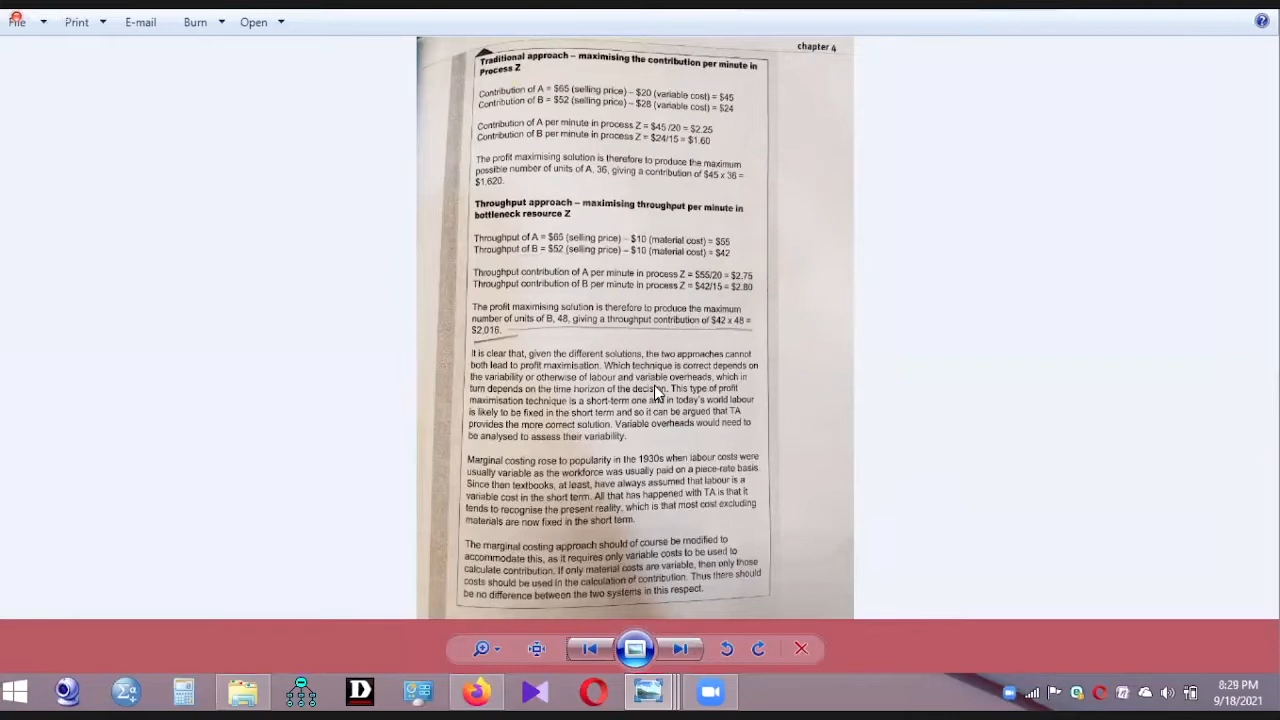 File Print E-mail Burn Open
chapter 4
Traditional approach – maximising the contribution per minute in
Process Z
Contribution of A = $65 (selling price) – $20 (variable cost) = $45
Contribution of B = $52 (selling price) – $28 (variable cost) = $24
Contribution of A per minute in process Z = $45 /20 = $2.25
Contribution of B per minute in process Z = $24/15 = $1.60
The profit maximising solution is therefore to produce the maximum
possible number of units of A, 36, giving a contribution of $45 x 36 =
$1,620.
Throughput approach – maximising throughput per minute in
bottleneck resource Z
Throughput of A = $65 (selling price) – $10 (material cost) = $55
Throughput of B = $52 (selling price) – $10 (material cost) = $42
Throughput contribution of A per minute in process Z = $55/20 = $2.75
Throughput contribution of B per minute in process Z = $42/15 = $2.80
The profit maximising solution is therefore to produce the maximum
number of units of B, 48, giving a throughput contribution of $42 x 48 =
$2,016.
It is clear that, given the different solutions, the two approaches cannot
both lead to profit maximisation. Which technique is correct depends on
the variability or otherwise of labour and variable overheads, which in
turn depends on the time horizon of the decision. This type of profit
maximisation technique is a short-term one and in today's world labour
is likely to be fixed in the short term and so it can be argued that TA
provides the more correct solution. Variable overheads would need to
be analysed to assess their variability.
Marginal costing rose to popularity in the 1930s when labour costs were
usually variable as the workforce was usually paid on a piece-rate basis.
Since then textbooks, at least, have always assumed that labour is a
variable cost in the short term. All that has happened with TA is that it
tends to recognise the present reality, which is that most cost excluding
materials are now fixed in the short term.
The marginal costing approach should of course be modified to
accommodate this, as it requires only variable costs to be used to
calculate contribution. If only material costs are variable, then only those
costs should be used in the calculation of contribution. Thus there should
be no difference between the two systems in this respect.
8:29 PM
9/18/2021